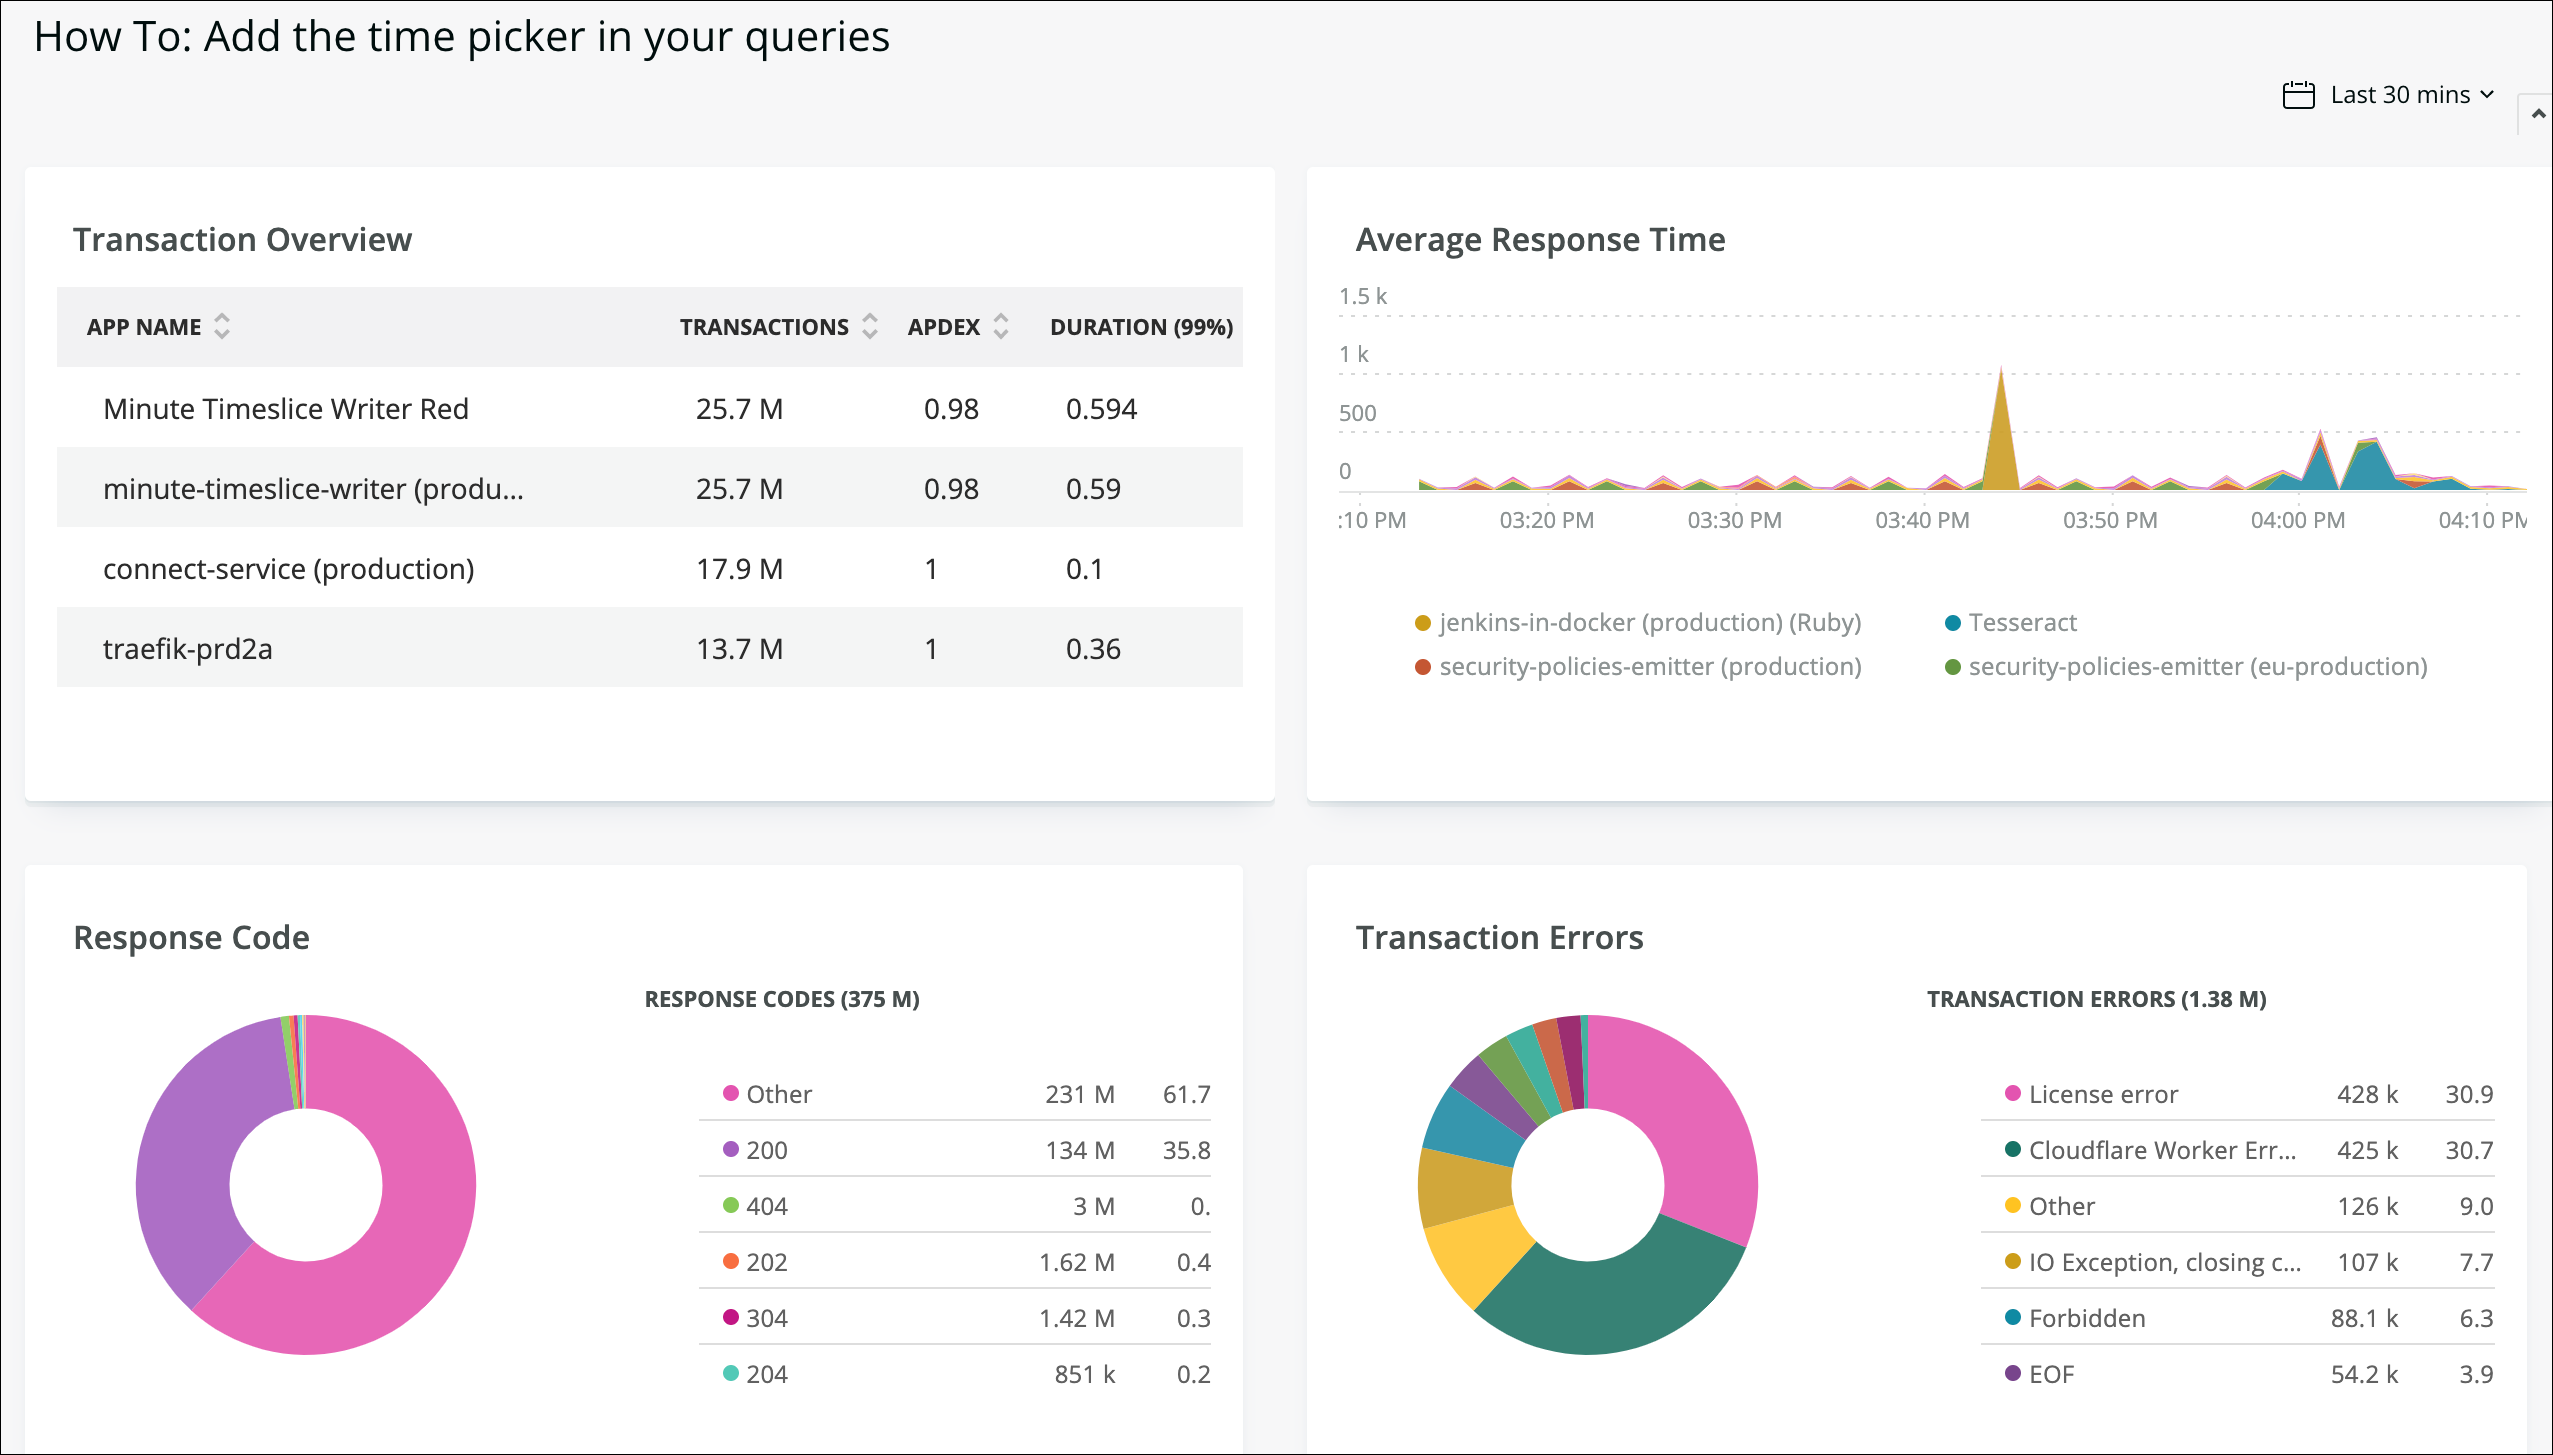 How To: Add the time picker in your queries
Last 30 mins
Transaction Overview
APP NAME TRANSACTIONS APDEX DURATION (99%)
Minute Timeslice Writer Red 25.7 M 0.98 0.594
minute-timeslice-writer (produ... 25.7 M 0.98 0.59
connect-service (production) 17.9 M 1 0.1
traefik-prd2a 13.7 M 1 0.36
Average Response Time
1.5 k
1 k
500
0
:10 PM 03:20 PM 03:30 PM 03:40 PM 03:50 PM 04:00 PM 04:10 PM
jenkins-in-docker (production) (Ruby) Tesseract
security-policies-emitter (production) security-policies-emitter (eu-production)
Response Code
RESPONSE CODES (375 M)
Other 231 M 61.7
200 134 M 35.8
404 3 M 0.
202 1.62 M 0.4
304 1.42 M 0.3
204 851 k 0.2
Transaction Errors
TRANSACTION ERRORS (1.38 M)
License error 428 k 30.9
Cloudflare Worker Err... 425 k 30.7
Other 126 k 9.0
IO Exception, closing c... 107 k 7.7
Forbidden 88.1 k 6.3
EOF 54.2 k 3.9